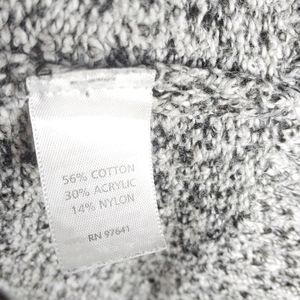 56% COTTON
30% ACRYLIC
14% NYLON
RN 97641